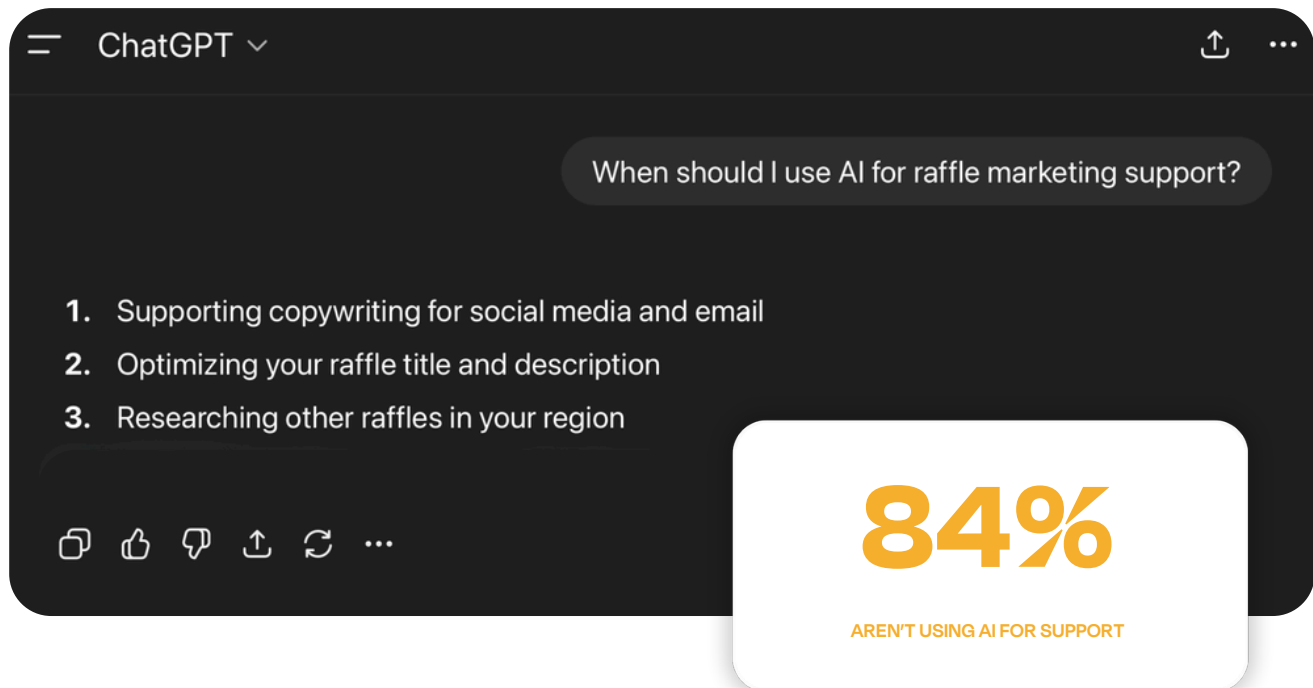 ChatGPT
When should I use AI for raffle marketing support?
1. Supporting copywriting for social media and email
2. Optimizing your raffle title and description
3. Researching other raffles in your region
84%
AREN'T USING AI FOR SUPPORT